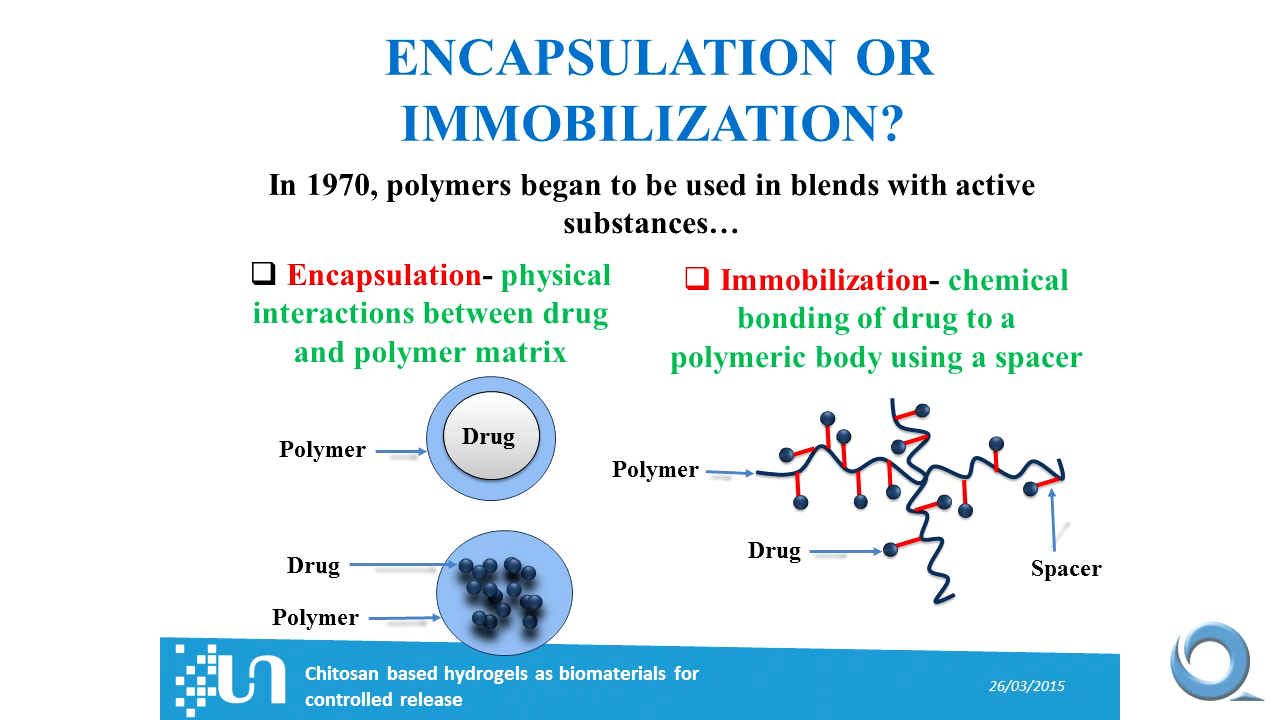 ENCAPSULATION OR
IMMOBILIZATION?
In 1970, polymers began to be used in blends with active
substances…
Encapsulation- physical
interactions between drug
and polymer matrix
Immobilization- chemical
bonding of drug to a
polymeric body using a spacer
Polymer
Drug
Drug
Polymer
Polymer
Drug
Spacer
Chitosan based hydrogels as biomaterials for
controlled release
26/03/2015